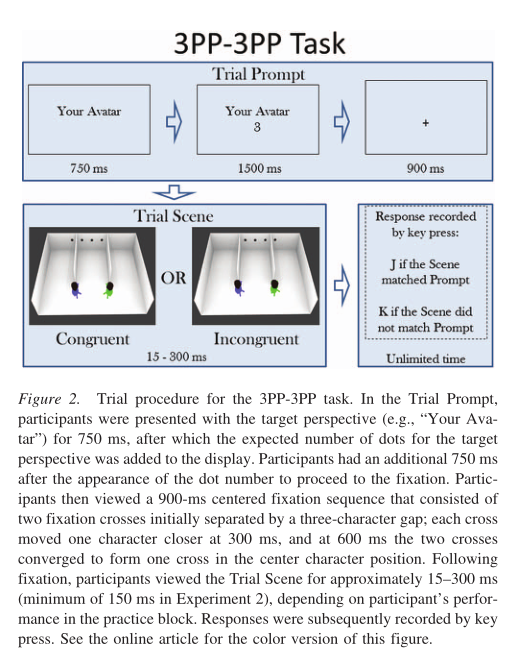 3PP-3PP Task
Trial Prompt
Your Avatar
750 ms
Your Avatar
3
1500 ms
+
900 ms
Trial Scene
OR
Congruent
Incongruent
15 - 300 ms
Response recorded
by key press:
J if the Scene
matched Prompt
K if the Scene did
not match Prompt
Unlimited time
Figure 2. Trial procedure for the 3PP-3PP task. In the Trial Prompt,
participants were presented with the target perspective (e.g., “Your Ava-
tar”) for 750 ms, after which the expected number of dots for the target
perspective was added to the display. Participants had an additional 750 ms
after the appearance of the dot number to proceed to the fixation. Partic-
ipants then viewed a 900-ms centered fixation sequence that consisted of
two fixation crosses initially separated by a three-character gap; each cross
moved one character closer at 300 ms, and at 600 ms the two crosses
converged to form one cross in the center character position. Following
fixation, participants viewed the Trial Scene for approximately 15–300 ms
(minimum of 150 ms in Experiment 2), depending on participant’s perfor-
mance in the practice block. Responses were subsequently recorded by key
press. See the online article for the color version of this figure.